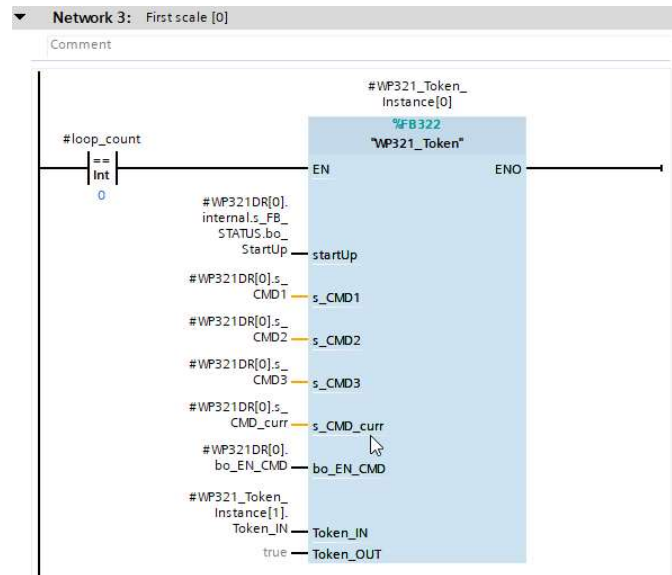 Network 3: First scale [0]
Comment
#WP321_Token_
Instance[0]
%FB322
"WP321_Token"
#loop_count
==
Int
0
EN ENO
#WP321DR[0].
internal.s_FB_
STATUS.bo_
StartUp startUp
#WP321DR[0].s_
CMD1 s_CMD1
#WP321DR[0].s_
CMD2 s_CMD2
#WP321DR[0].s_
CMD3 s_CMD3
#WP321DR[0].s_
CMD_curr s_CMD_curr
#WP321DR[0].
bo_EN_CMD bo_EN_CMD
#WP321_Token_
Instance[1].
Token_IN Token_IN
true Token_OUT